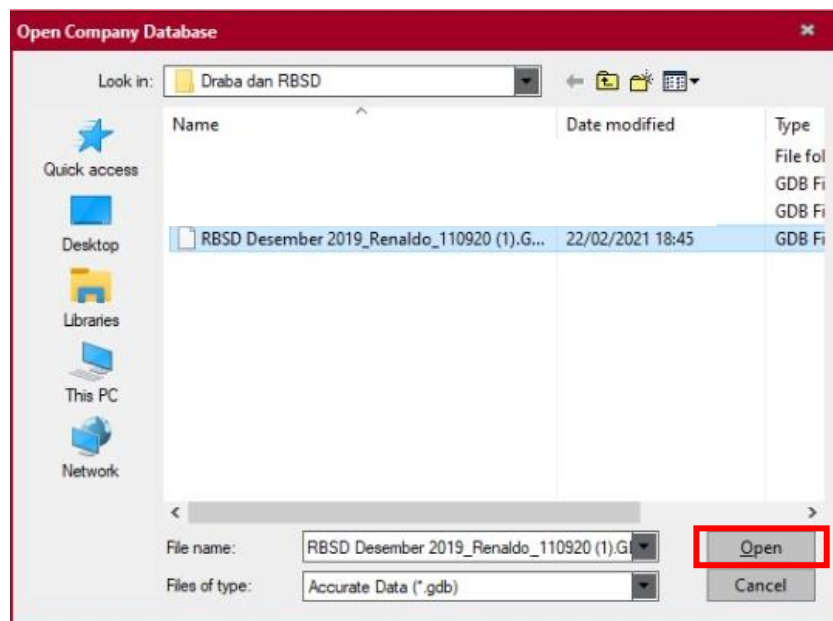 Open Company Database
Look in: Draba dan RBSD
Name Date modified Type
File fol
GDB Fi
GDB Fi
RBSD Desember 2019_Renaldo_110920 (1).G... 22/02/2021 18:45 GDB Fi
Quick access
Desktop
Libraries
This PC
Network
File name: RBSD Desember 2019_Renaldo_110920 (1).GI Open
Files of type: Accurate Data (*.gdb) Cancel